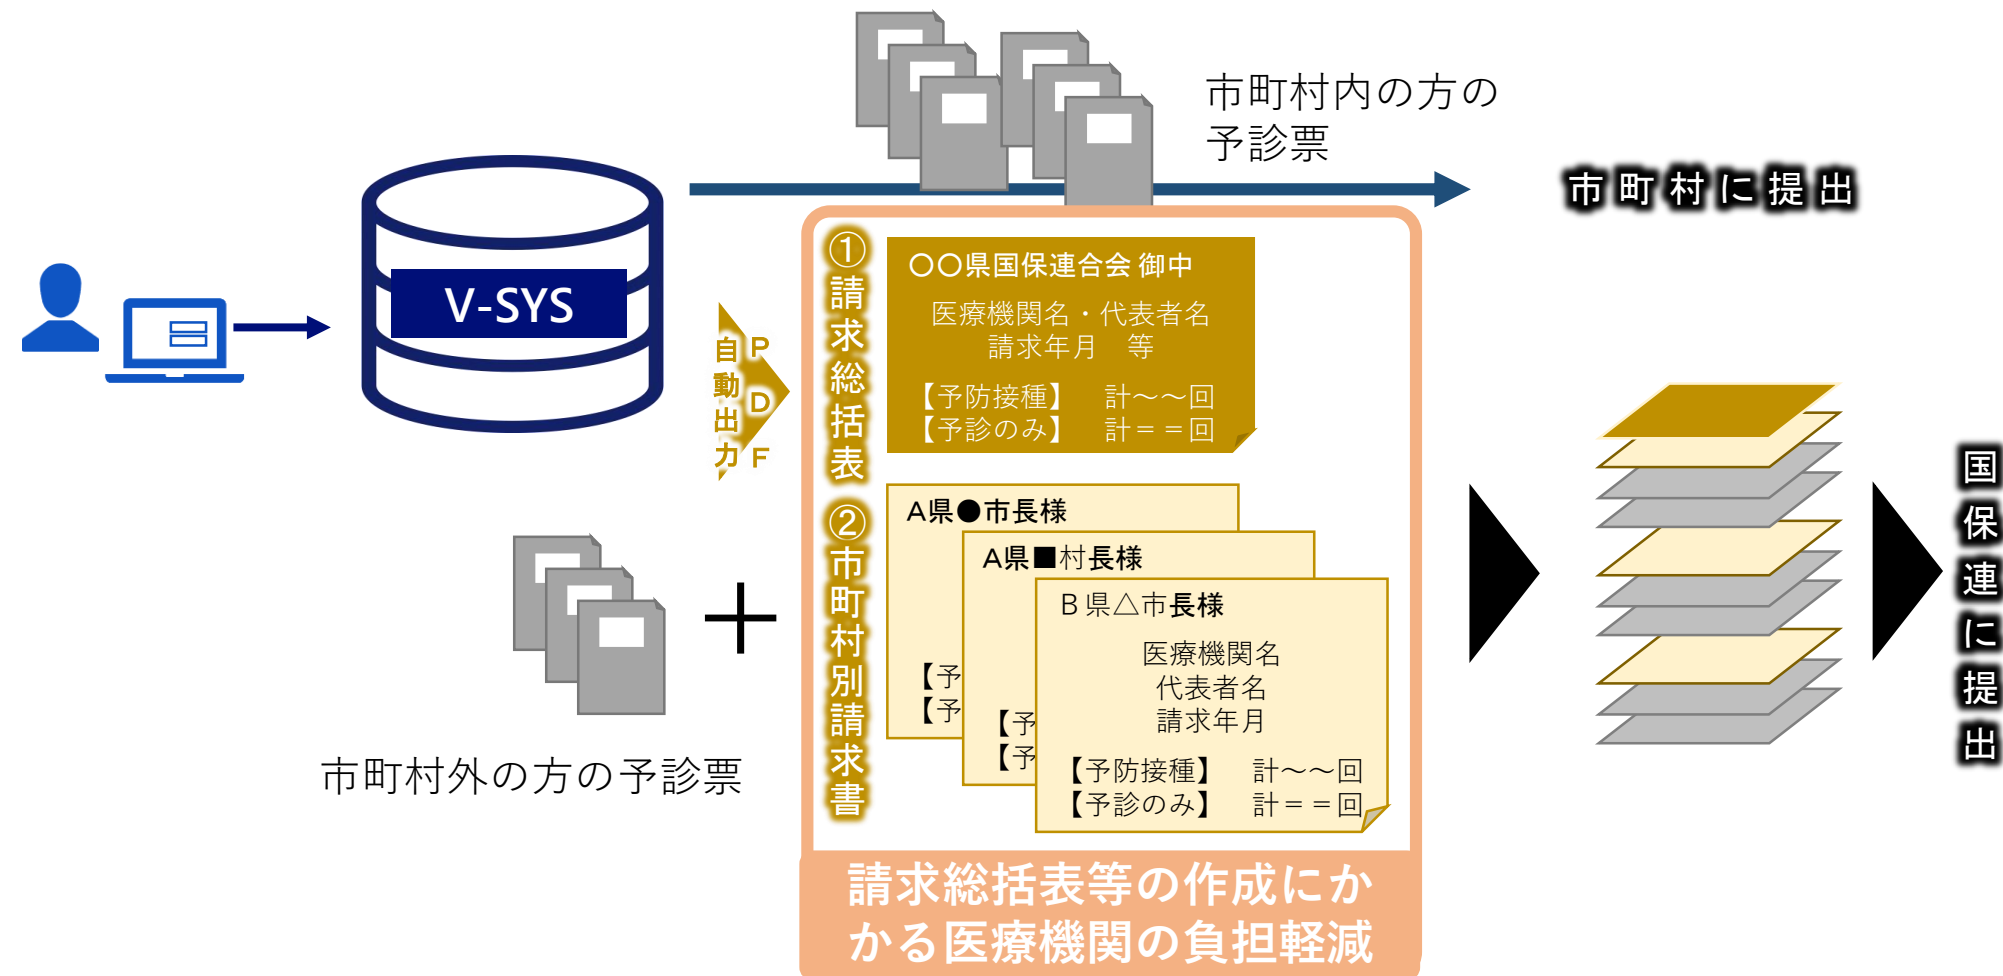 市町村内の方の
予診票
市町村に提出
V-SYS
PDF
自動出力
①請求総括表
〇〇県国保連合会 御中
医療機関名・代表者名
請求年月　等
【予防接種】　計～～回
【予診のみ】　計＝＝回
②市町村別請求書
A県●市長様
【予
【予
A県■村長様
【予
【予
B県△市長様
医療機関名
代表者名
請求年月
【予防接種】　計～～回
【予診のみ】　計＝＝回
市町村外の方の予診票
請求総括表等の作成にか
かる医療機関の負担軽減
国保連に提出